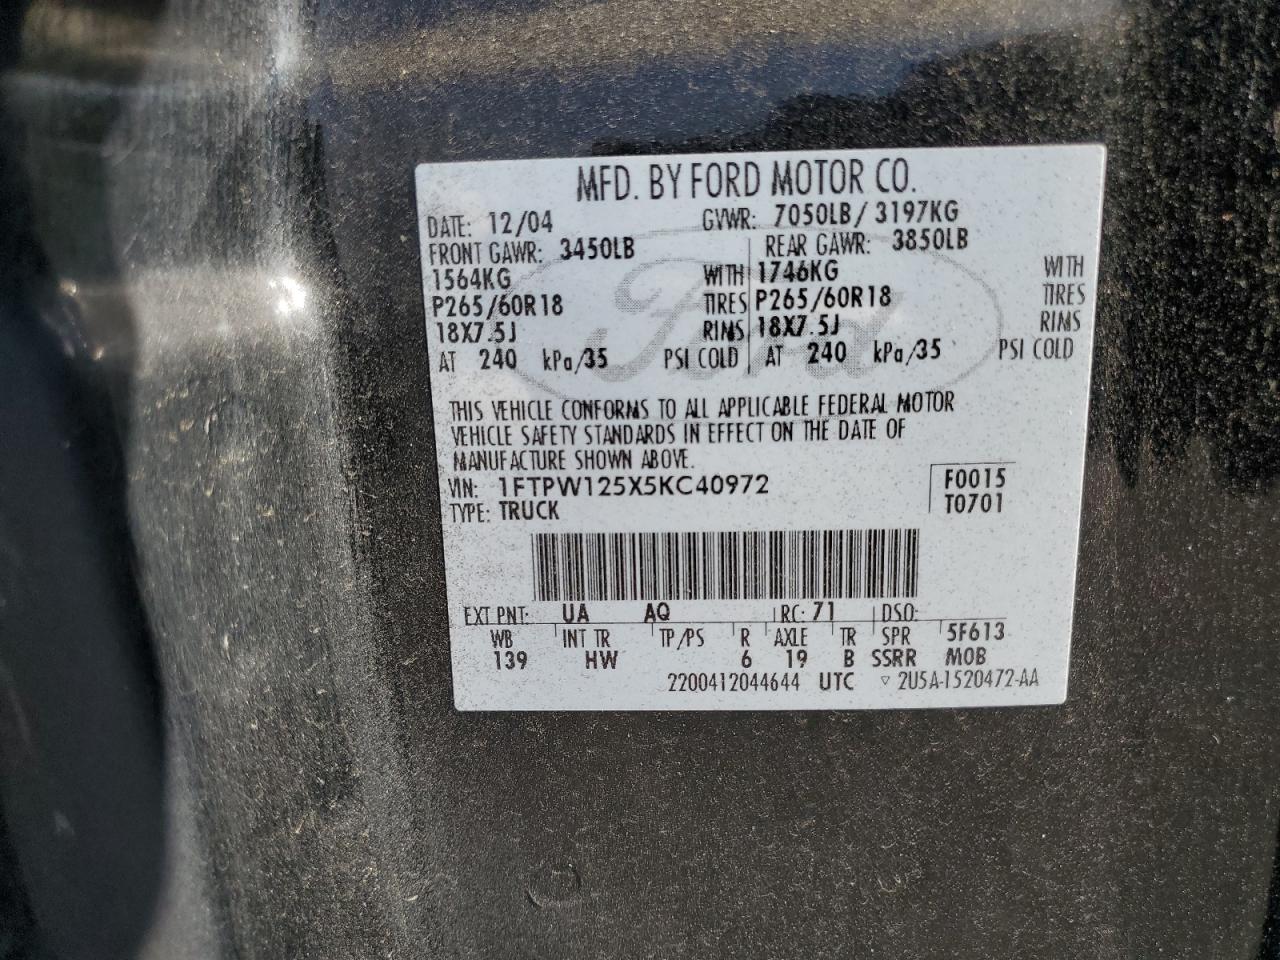 MFD. BY FORD MOTOR CO.
DATE: 12/04 GVWR: 7050LB / 3197KG
FRONT GAWR: 3450LB REAR GAWR: 3850LB
1564KG WITH 1746KG WITH
P265/60R18 TIRES P265/60R18 TIRES
18X7.5J RIMS 18X7.5J RIMS
AT 240 kPa/35 PSI COLD AT 240 kPa/35 PSI COLD
Ford
THIS VEHICLE CONFORMS TO ALL APPLICABLE FEDERAL MOTOR
VEHICLE SAFETY STANDARDS IN EFFECT ON THE DATE OF
MANUFACTURE SHOWN ABOVE.
VIN: 1FTPW125X5KC40972 F0015
TYPE: TRUCK T0701
EXT PNT: UA AQ RC: 71 DSO:
WB INT TR TP/PS R AXLE TR SPR 5F613
139 HW 6 19 B SSRR MOB
2200412044644 UTC ▽ 2U5A-1520472-AA